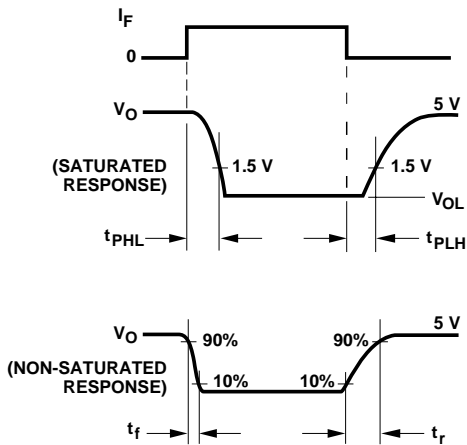 I_F
0
V_O
5 V
(SATURATED
RESPONSE)
1.5 V
1.5 V
V_OL
t_PHL
t_PLH
V_O
5 V
90%
90%
(NON-SATURATED
RESPONSE)
10%
10%
t_f
t_r